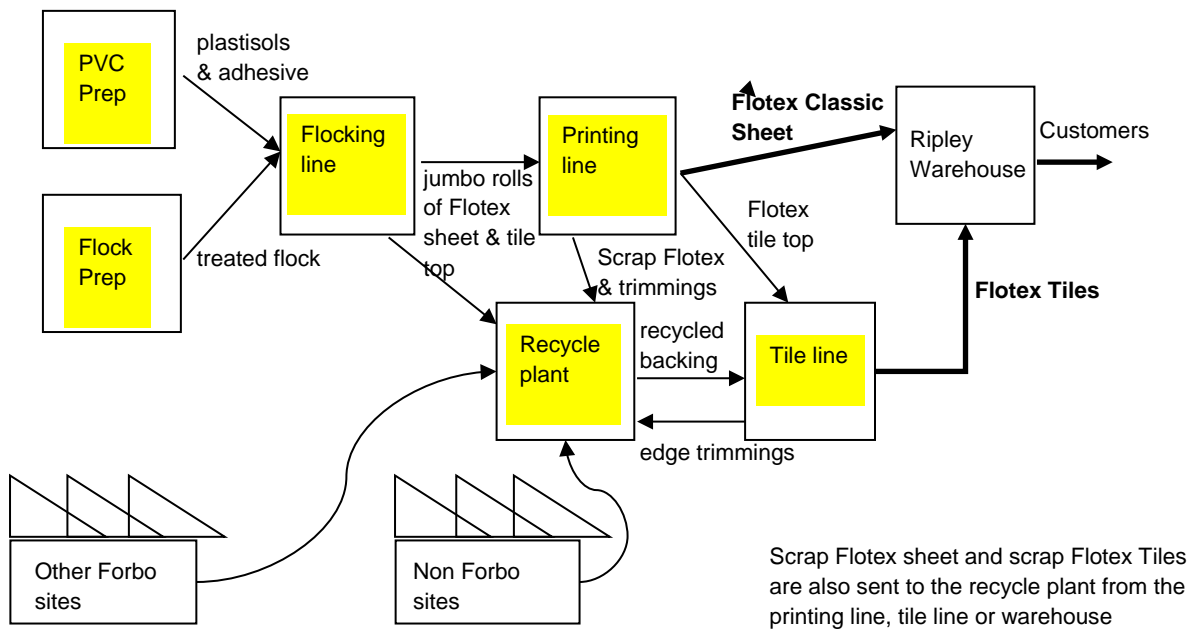 PVC
Prep
plastisols
& adhesive
Flocking
line
Printing
line
Flotex Classic
Sheet
Ripley
Warehouse
Customers
jumbo rolls
of Flotex
sheet & tile
top
Flock
Prep
treated flock
Flotex
tile top
Scrap Flotex
& trimmings
Flotex Tiles
Recycle
plant
recycled
backing
Tile line
edge trimmings
Other Forbo
sites
Non Forbo
sites
Scrap Flotex sheet and scrap Flotex Tiles
are also sent to the recycle plant from the
printing line, tile line or warehouse